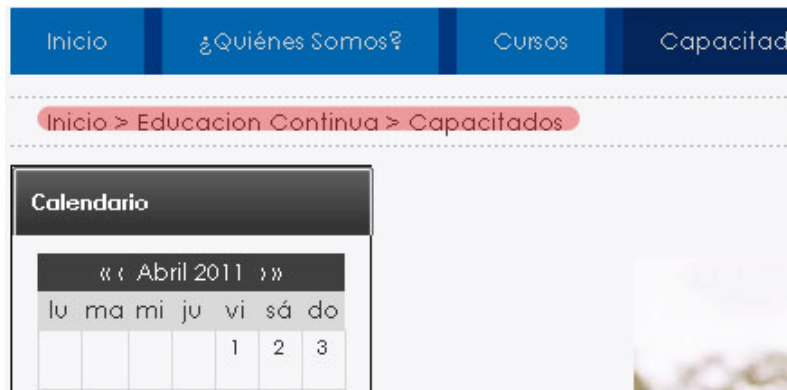 Inicio ¿Quiénes Somos? Cursos Capacitad
Inicio > Educacion Continua > Capacitados
Calendario
«‹ Abril 2011 ›»
lu ma mi ju vi sá do
1 2 3